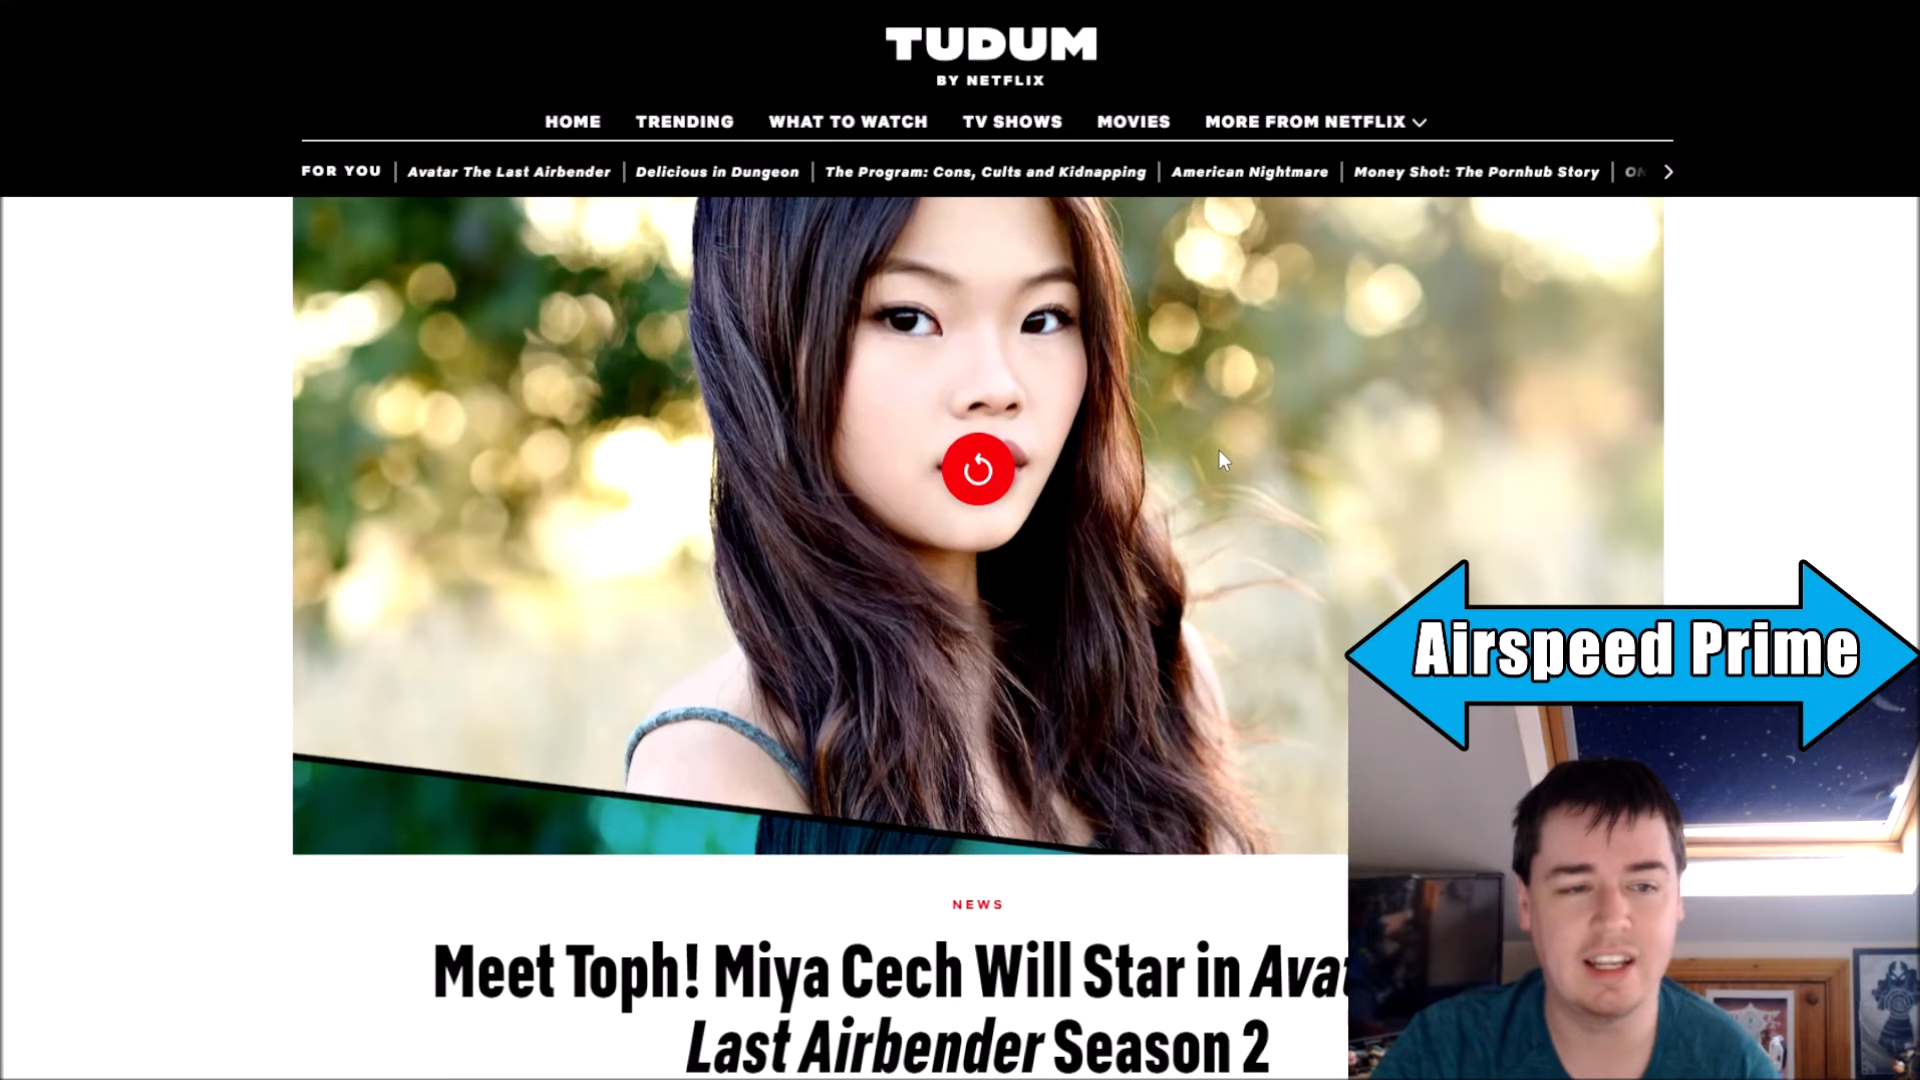 TUDUM
BY NETFLIX
HOME TRENDING WHAT TO WATCH TV SHOWS MOVIES MORE FROM NETFLIX
FOR YOU | Avatar The Last Airbender | Delicious in Dungeon | The Program: Cons, Cults and Kidnapping | American Nightmare | Money Shot: The Pornhub Story | ON
Airspeed Prime
NEWS
Meet Toph! Miya Cech Will Star in Avat
Last Airbender Season 2